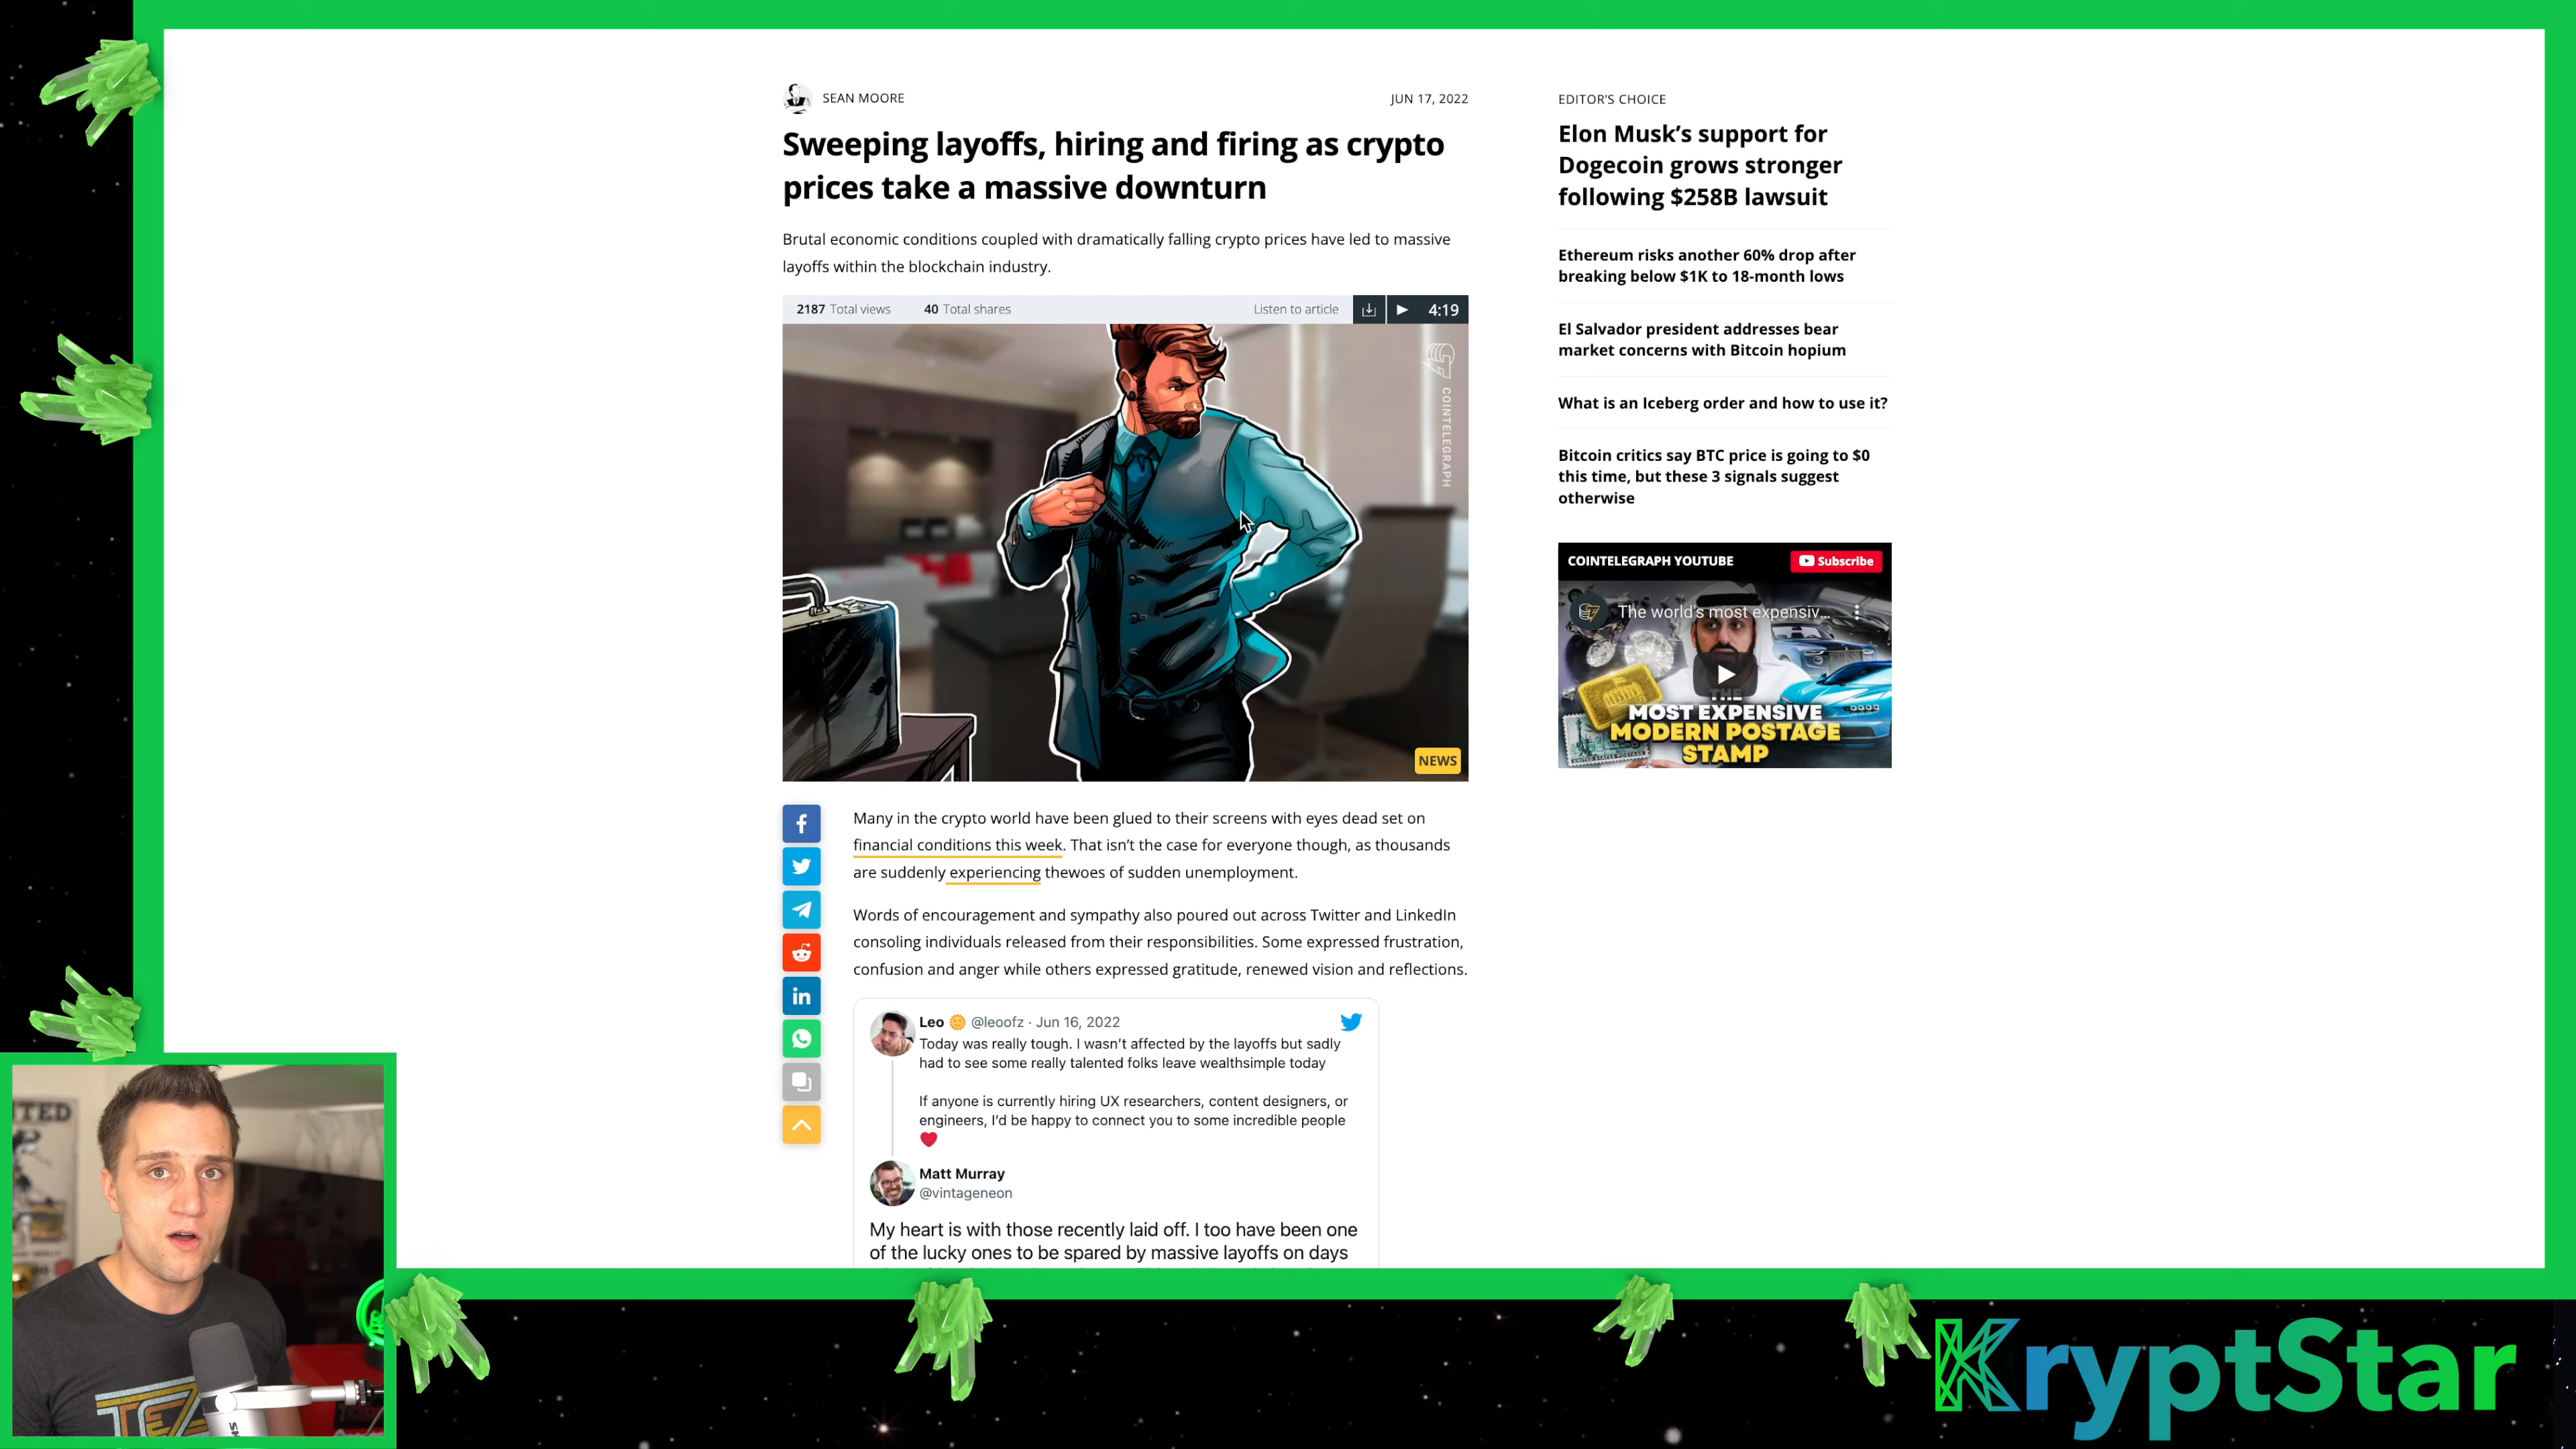 SEAN MOORE
JUN 17, 2022
Sweeping layoffs, hiring and firing as crypto
prices take a massive downturn
Brutal economic conditions coupled with dramatically falling crypto prices have led to massive
layoffs within the blockchain industry.
2187 Total views
40 Total shares
Listen to article
4:19
COINTELEGRAPH
NEWS
Many in the crypto world have been glued to their screens with eyes dead set on
financial conditions this week. That isn't the case for everyone though, as thousands
are suddenly experiencing thewoes of sudden unemployment.
Words of encouragement and sympathy also poured out across Twitter and LinkedIn
consoling individuals released from their responsibilities. Some expressed frustration,
confusion and anger while others expressed gratitude, renewed vision and reflections.
Leo 🌞 @leoofz · Jun 16, 2022
Today was really tough. I wasn't affected by the layoffs but sadly
had to see some really talented folks leave wealthsimple today
If anyone is currently hiring UX researchers, content designers, or
engineers, I'd be happy to connect you to some incredible people
❤️
Matt Murray
@vintageneon
My heart is with those recently laid off. I too have been one
of the lucky ones to be spared by massive layoffs on days
EDITOR'S CHOICE
Elon Musk's support for
Dogecoin grows stronger
following $258B lawsuit
Ethereum risks another 60% drop after
breaking below $1K to 18-month lows
El Salvador president addresses bear
market concerns with Bitcoin hopium
What is an Iceberg order and how to use it?
Bitcoin critics say BTC price is going to $0
this time, but these 3 signals suggest
otherwise
COINTELEGRAPH YOUTUBE
Subscribe
The world's most expensiv...
THE
MOST EXPENSIVE
MODERN POSTAGE
STAMP
TED
TEZ
KryptStar